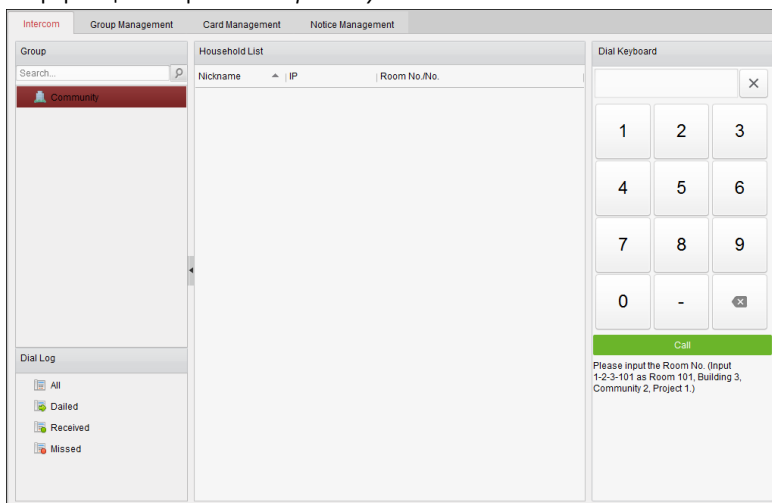 Intercom
Group Management
Card Management
Notice Management
Group
Search...
Community
Household List
Nickname
IP
Room No./No.
Dial Keyboard
1 2 3
4 5 6
7 8 9
0 -
Call
Please input the Room No. (Input
1-2-3-101 as Room 101, Building 3,
Community 2, Project 1.)
Dial Log
All
Dailed
Received
Missed